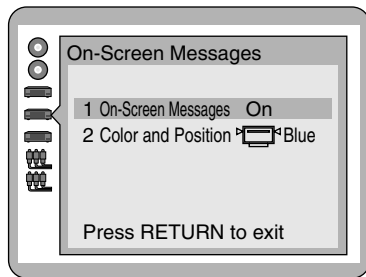 On-Screen Messages
1 On-Screen Messages On
2 Color and Position Blue
Press RETURN to exit